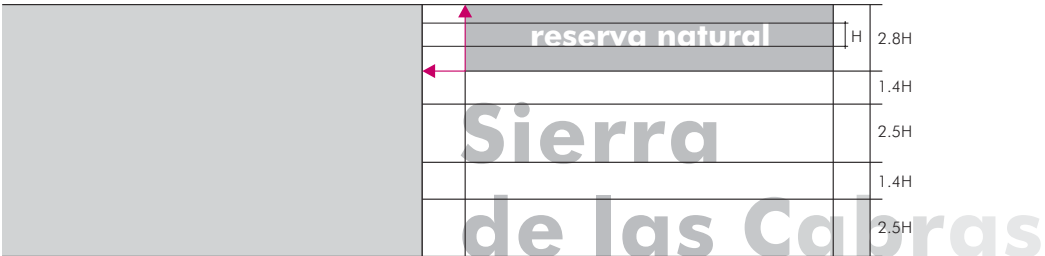 reserva natural
H
2.8H
1.4H
Sierra
2.5H
1.4H
de las Cabras
2.5H